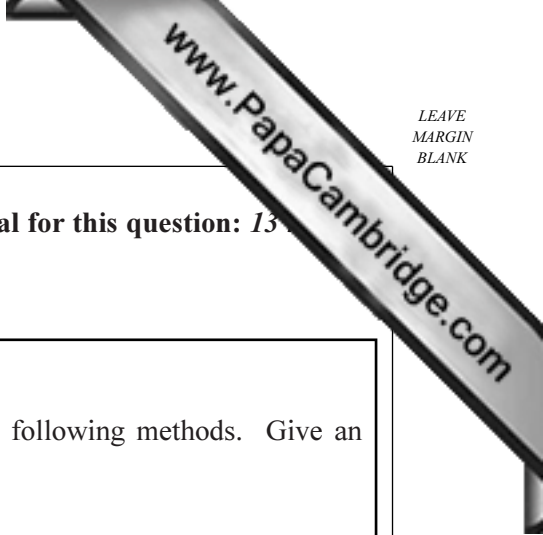 www.PapaCambridge.com
LEAVE
MARGIN
BLANK
al for this question: 13
following methods. Give an